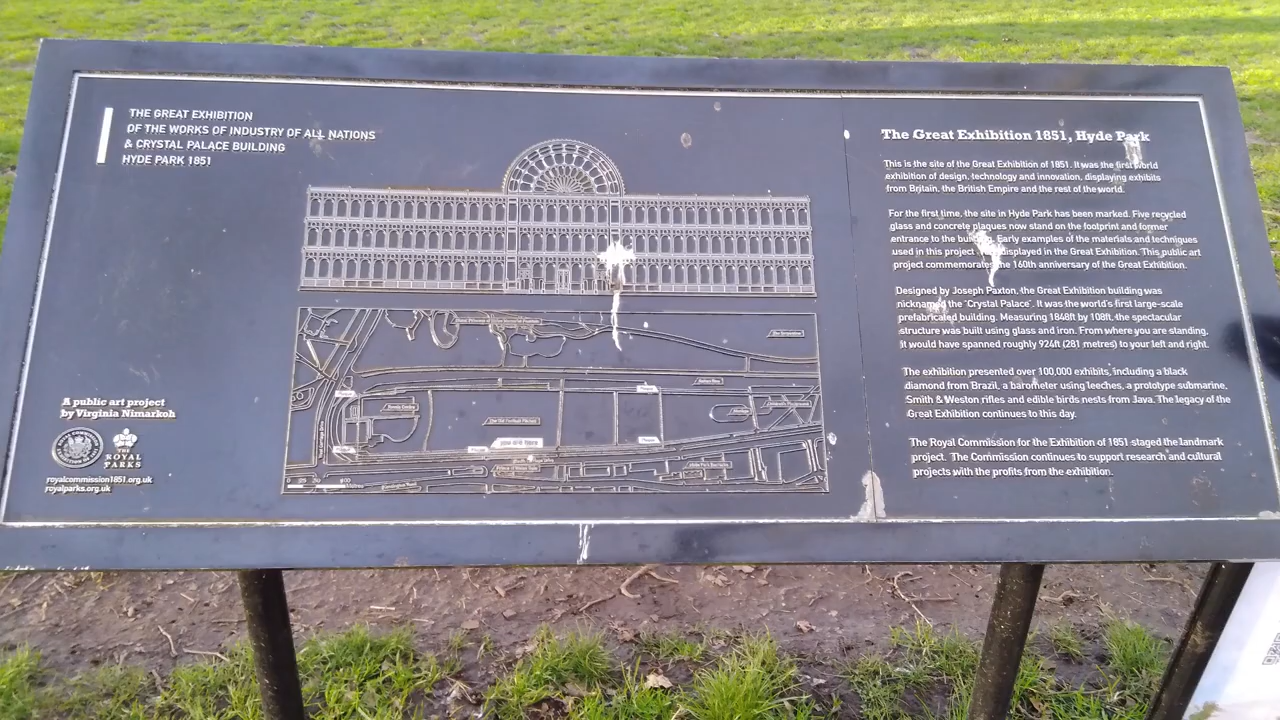 THE GREAT EXHIBITION
OF THE WORKS OF INDUSTRY OF ALL NATIONS
& CRYSTAL PALACE BUILDING
HYDE PARK 1851
A public art project
by Virginia Nimarkoh
THE ROYAL PARKS
royalcommission1851.org.uk
royalparks.org.uk
The Great Exhibition 1851, Hyde Park
This is the site of the Great Exhibition of 1851. It was the first world
exhibition of design, technology and innovation, displaying exhibits
from Britain, the British Empire and the rest of the world.
For the first time, the site in Hyde Park has been marked. Five recycled
glass and concrete plaques now stand on the footprint and former
entrance to the building. Early examples of the materials and techniques
used in this project displayed in the Great Exhibition. This public art
project commemorates the 160th anniversary of the Great Exhibition.
Designed by Joseph Paxton, the Great Exhibition building was
nicknamed the "Crystal Palace". It was the world's first large-scale
prefabricated building. Measuring 1848ft by 108ft, the spectacular
structure was built using glass and iron. From where you are standing,
it would have spanned roughly 924ft (281 metres) to your left and right.
The exhibition presented over 100,000 exhibits, including a black
diamond from Brazil, a barometer using leeches, a prototype submarine,
Smith & Weston rifles and edible birds nests from Java. The legacy of the
Great Exhibition continues to this day.
The Royal Commission for the Exhibition of 1851 staged the landmark
project. The Commission continues to support research and cultural
projects with the profits from the exhibition.